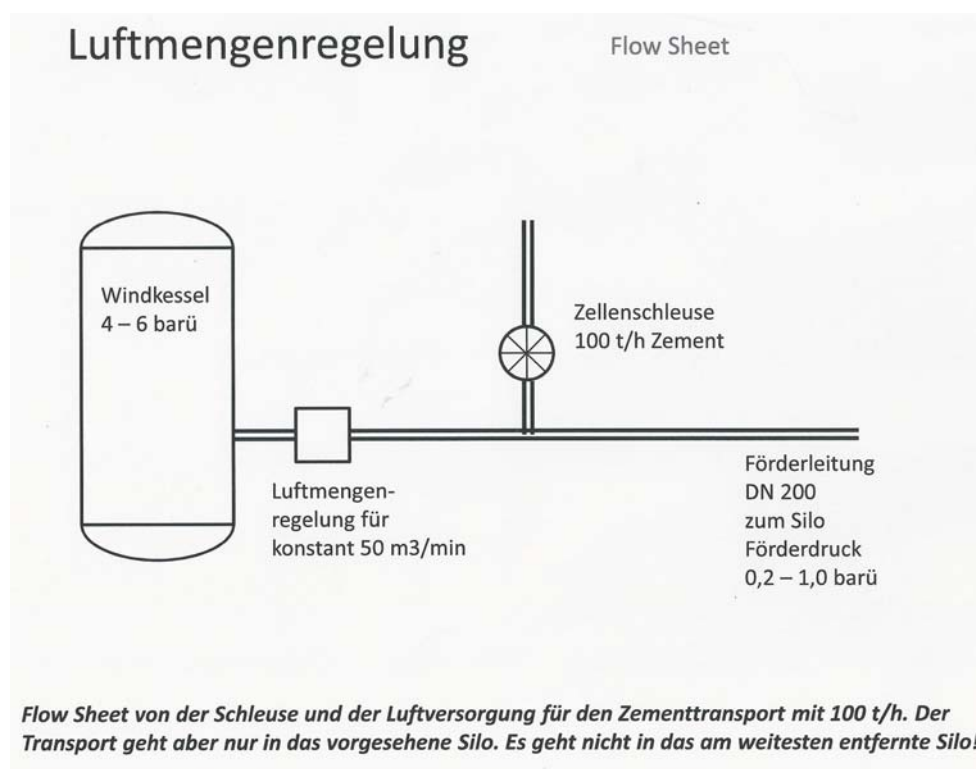 Luftmengenregelung
Flow Sheet
Windkessel
4 – 6 barü
Zellenschleuse
100 t/h Zement
Luftmengen-
regelung für
konstant 50 m3/min
Förderleitung
DN 200
zum Silo
Förderdruck
0,2 – 1,0 barü
Flow Sheet von der Schleuse und der Luftversorgung für den Zementtransport mit 100 t/h. Der
Transport geht aber nur in das vorgesehene Silo. Es geht nicht in das am weitesten entfernte Silo!